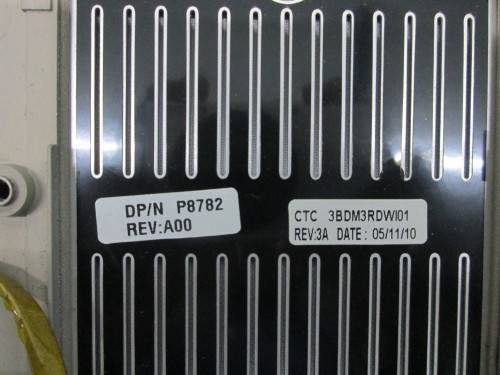 DP/N P8782
REV:A00
CTC 3BDM3RDWI01
REV:3A DATE : 05/11/10